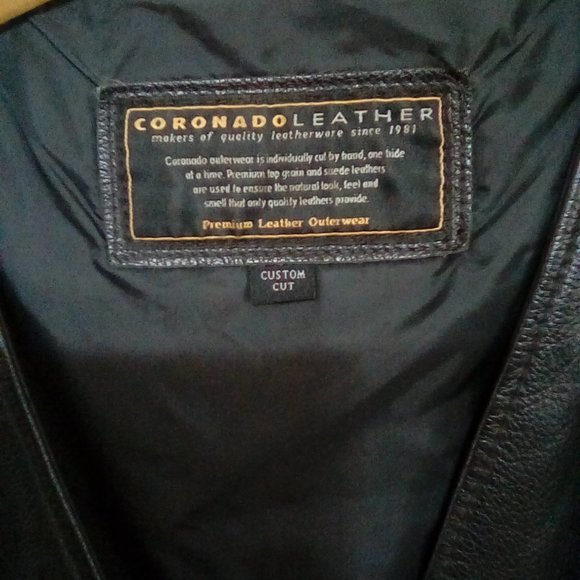 CORONADOLEATHER
makers of quality leatherware since 1981
Coronado outerwear is individually cut by hand, one hide
at a time. Premium top grain and suede leathers
are used to ensure the natural look, feel and
smell that only quality leathers provide.
Premium Leather Outerwear
CUSTOM
CUT